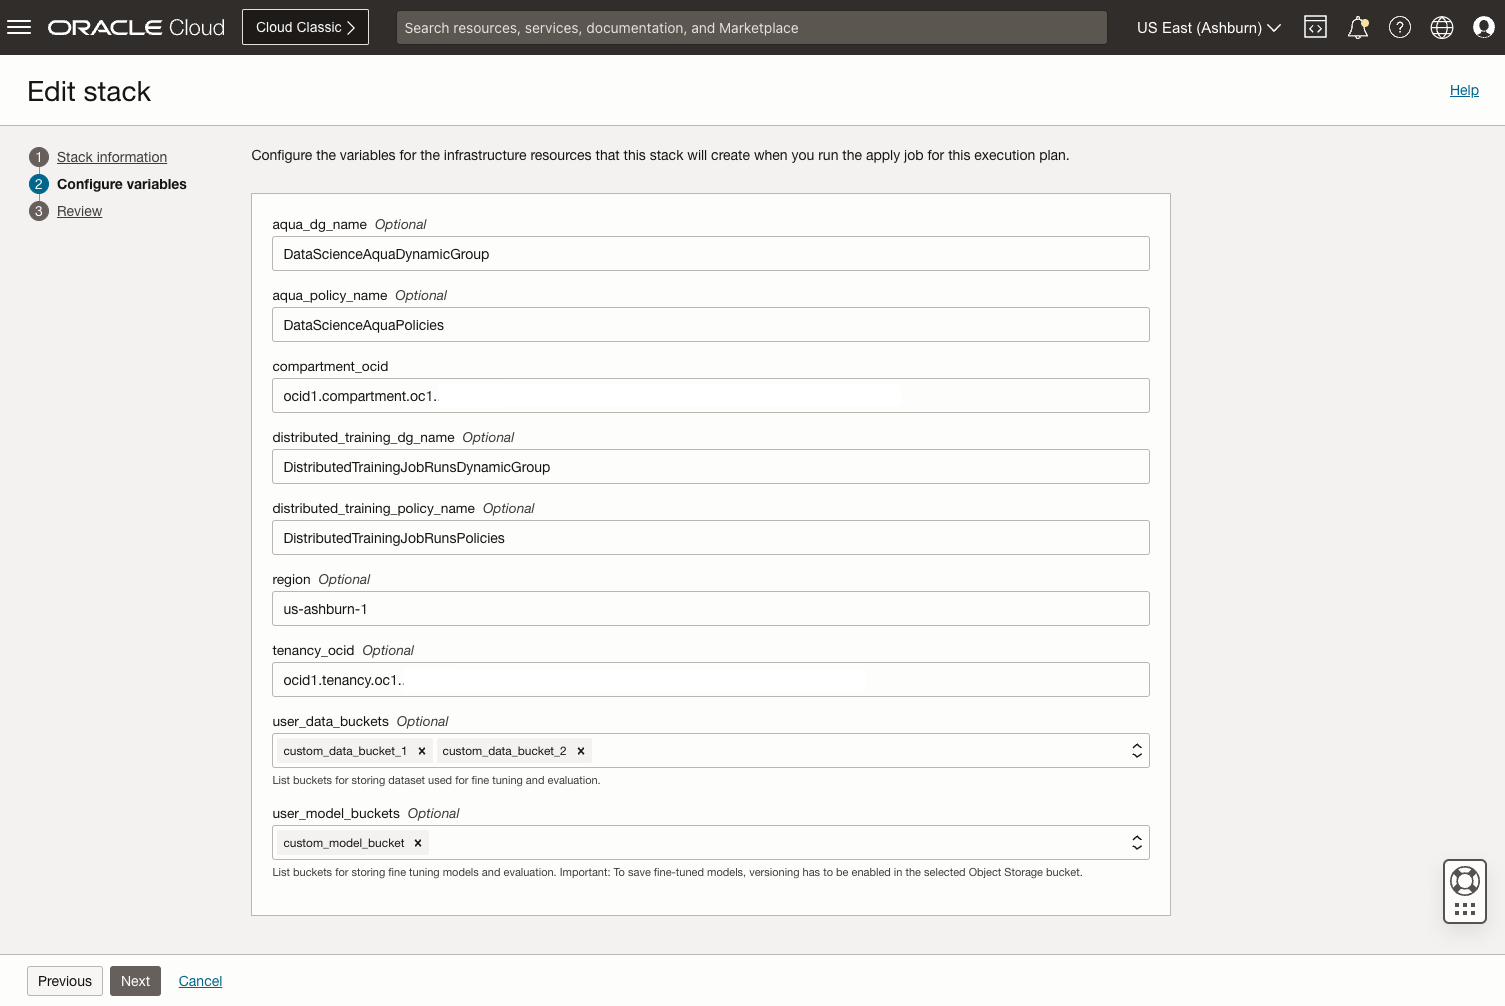 ORACLE Cloud
Cloud Classic
Search resources, services, documentation, and Marketplace
US East (Ashburn)
Edit stack
Help
1 Stack information
2 Configure variables
3 Review
Configure the variables for the infrastructure resources that this stack will create when you run the apply job for this execution plan.
aqua_dg_name Optional
DataScienceAquaDynamicGroup
aqua_policy_name Optional
DataScienceAquaPolicies
compartment_ocid
ocid1.compartment.oc1.
distributed_training_dg_name Optional
DistributedTrainingJobRunsDynamicGroup
distributed_training_policy_name Optional
DistributedTrainingJobRunsPolicies
region Optional
us-ashburn-1
tenancy_ocid Optional
ocid1.tenancy.oc1..
user_data_buckets Optional
custom_data_bucket_1 × custom_data_bucket_2 ×
List buckets for storing dataset used for fine tuning and evaluation.
user_model_buckets Optional
custom_model_bucket ×
List buckets for storing fine tuning models and evaluation. Important: To save fine-tuned models, versioning has to be enabled in the selected Object Storage bucket.
Previous Next Cancel